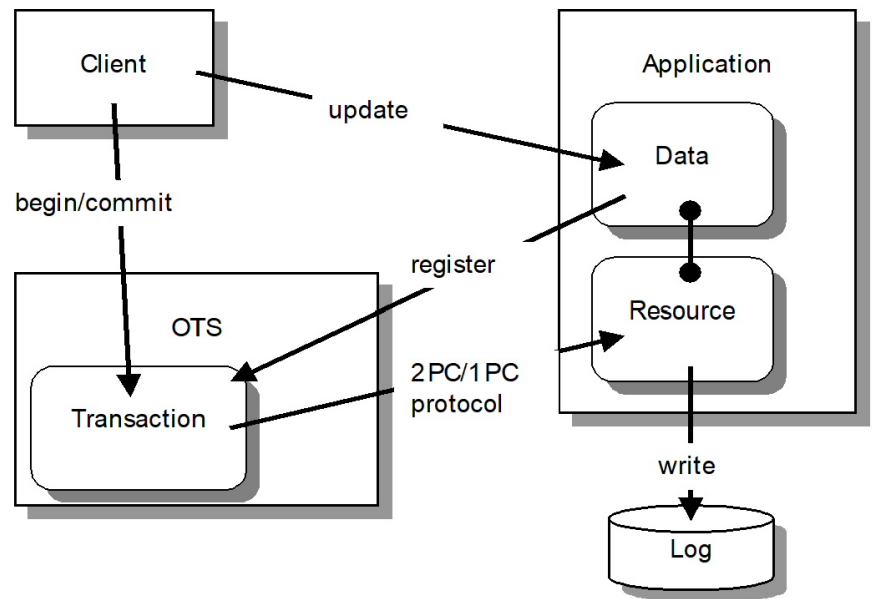 Client
Application
update
Data
begin/commit
register
OTS
Resource
2PC/1PC
protocol
Transaction
write
Log